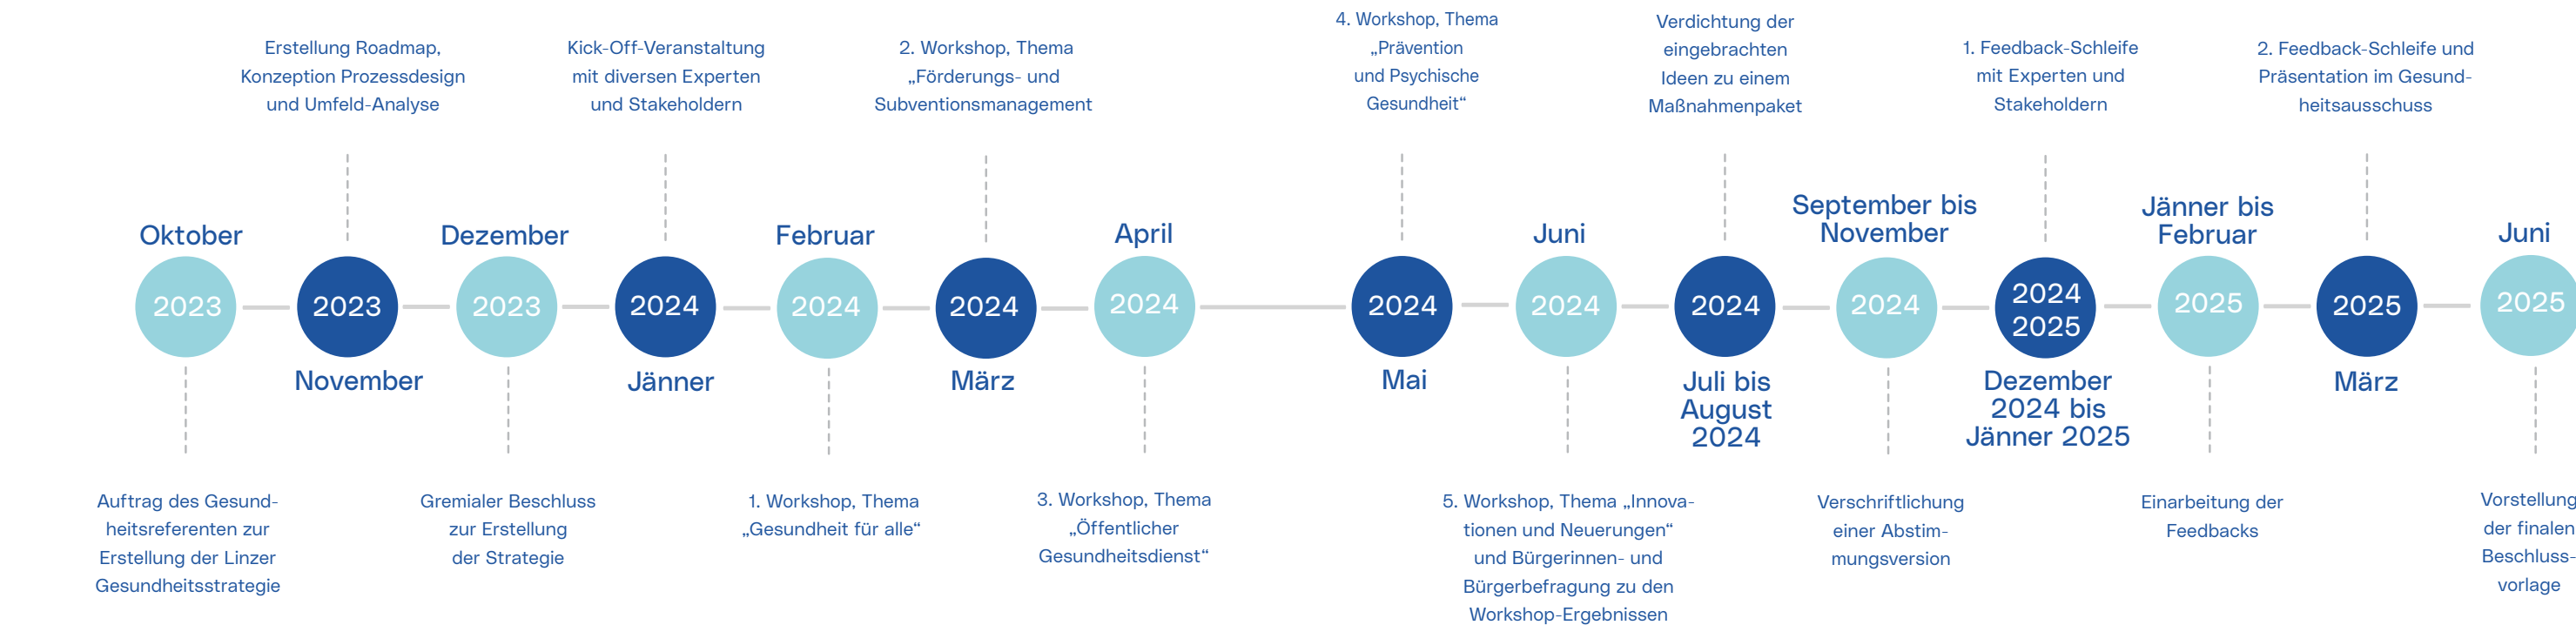 Oktober
2023
Auftrag des Gesund-
heitsreferenten zur
Erstellung der Linzer
Gesundheitsstrategie
Erstellung Roadmap,
Konzeption Prozessdesign
und Umfeld-Analyse
2023
November
Dezember
2023
Gremialer Beschluss
zur Erstellung
der Strategie
Kick-Off-Veranstaltung
mit diversen Experten
und Stakeholdern
2024
Jänner
Februar
2024
1. Workshop, Thema
„Gesundheit für alle“
2. Workshop, Thema
„Förderungs- und
Subventionsmanagement
2024
März
April
2024
3. Workshop, Thema
„Öffentlicher
Gesundheitsdienst“
4. Workshop, Thema
„Prävention
und Psychische
Gesundheit“
2024
Mai
Juni
2024
5. Workshop, Thema „Innova-
tionen und Neuerungen“
und Bürgerinnen- und
Bürgerbefragung zu den
Workshop-Ergebnissen
Verdichtung der
eingebrachten
Ideen zu einem
Maßnahmenpaket
2024
Juli bis
August
2024
September bis
November
2024
Verschriftlichung
einer Abstim-
mungsversion
1. Feedback-Schleife
mit Experten und
Stakeholdern
2024
2025
Dezember
2024 bis
Jänner 2025
Jänner bis
Februar
2025
Einarbeitung der
Feedbacks
2. Feedback-Schleife und
Präsentation im Gesund-
heitsausschuss
2025
März
Juni
2025
Vorstellung
der finalen
Beschluss-
vorlage